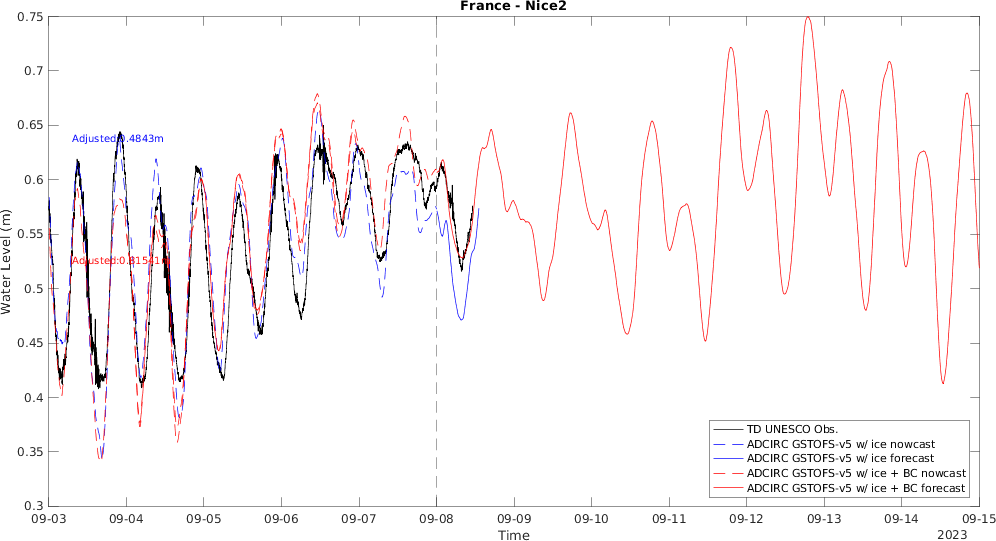 France - Nice2
0.75
0.7
0.65
0.6
0.55
0.5
0.45
0.4
0.35
0.3
Water Level (m)
Adjusted:0.4843m
TD UNESCO Obs.
ADCIRC GSTOFS-v5 w/ ice nowcast
ADCIRC GSTOFS-v5 w/ ice forecast
ADCIRC GSTOFS-v5 w/ ice + BC nowcast
ADCIRC GSTOFS-v5 w/ ice + BC forecast
09-03 09-04 09-05 09-06 09-07 09-08 09-09 09-10 09-11 09-12 09-13 09-14 09-15
Time
2023